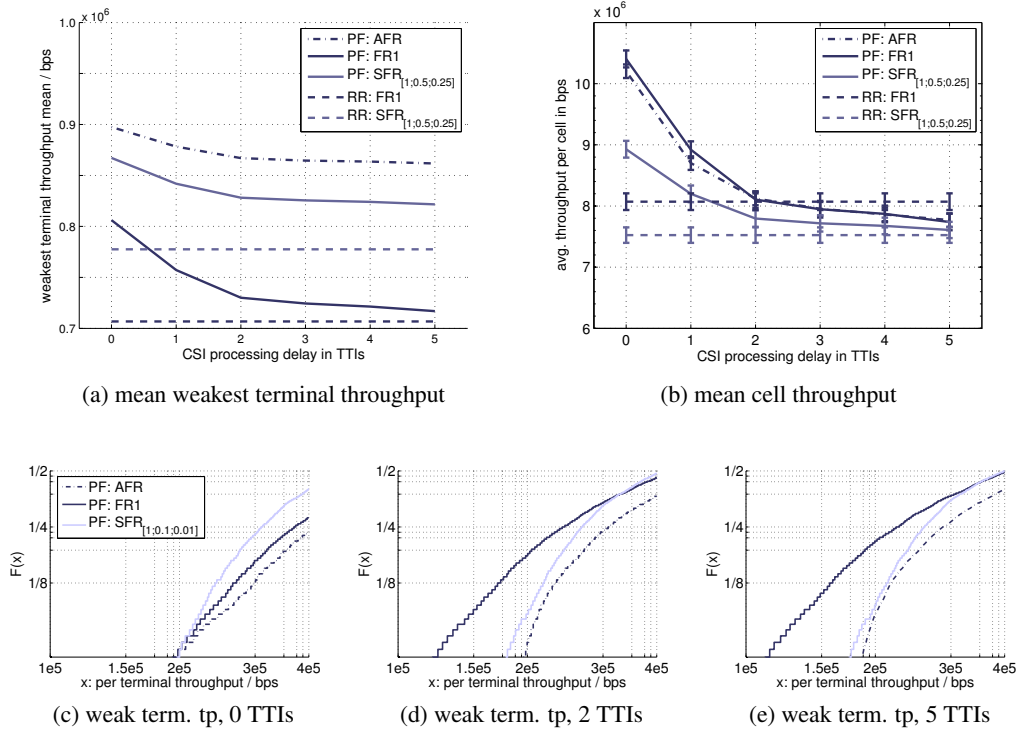 x 10^6
1.0
0.9
0.8
0.7
weakest terminal throughput mean / bps
PF: AFR
PF: FR1
PF: SFR[1;0.5;0.25]
RR: FR1
RR: SFR[1;0.5;0.25]
0 1 2 3 4 5
CSI processing delay in TTIs
(a) mean weakest terminal throughput
x 10^6
10
9
8
7
6
avg. throughput per cell in bps
PF: AFR
PF: FR1
PF: SFR[1;0.5;0.25]
RR: FR1
RR: SFR[1;0.5;0.25]
0 1 2 3 4 5
CSI processing delay in TTIs
(b) mean cell throughput
1/2
1/4
1/8
F(x)
PF: AFR
PF: FR1
PF: SFR[1;0.1;0.01]
1e5 1.5e5 2e5 3e5 4e5
x: per terminal throughput / bps
(c) weak term. tp, 0 TTIs
1/2
1/4
1/8
F(x)
1e5 1.5e5 2e5 3e5 4e5
x: per terminal throughput / bps
(d) weak term. tp, 2 TTIs
1/2
1/4
1/8
F(x)
1e5 1.5e5 2e5 3e5 4e5
x: per terminal throughput / bps
(e) weak term. tp, 5 TTIs